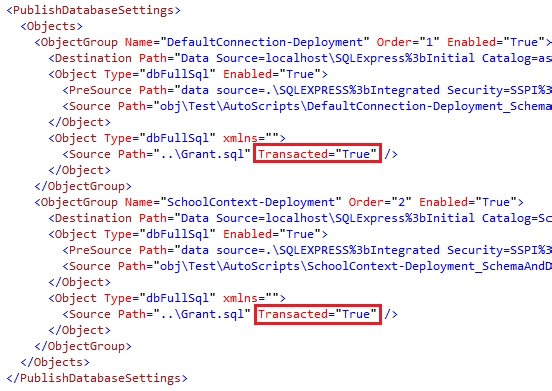 <PublishDatabaseSettings>
<Objects>
<ObjectGroup Name="DefaultConnection-Deployment" Order="1" Enabled="True">
<Destination Path="Data Source=localhost\SQLExpress%3bInitial Catalog=as
<Object Type="dbFullSql" Enabled="True">
<PreSource Path="data source=.\SQLEXPRESS%3bIntegrated Security=SSPI%3
<Source Path="obj\Test\AutoScripts\DefaultConnection-Deployment_Schema
</Object>
<Object Type="dbFullSql" xmlns="">
<Source Path="..\Grant.sql" Transacted="True" />
</Object>
</ObjectGroup>
<ObjectGroup Name="SchoolContext-Deployment" Order="2" Enabled="True">
<Destination Path="Data Source=localhost\SQLExpress%3bInitial Catalog=Sc
<Object Type="dbFullSql" Enabled="True">
<PreSource Path="data source=.\SQLEXPRESS%3bIntegrated Security=SSPI%3
<Source Path="obj\Test\AutoScripts\SchoolContext-Deployment_SchemaAndD
</Object>
<Object Type="dbFullSql" xmlns="">
<Source Path="..\Grant.sql" Transacted="True" />
</Object>
</ObjectGroup>
</Objects>
</PublishDatabaseSettings>